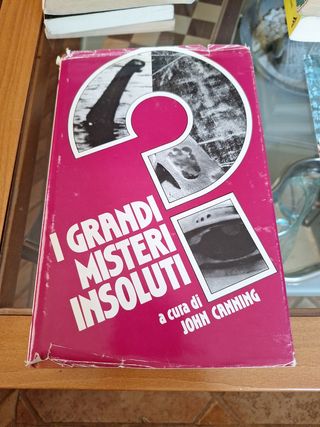 I GRANDI
MISTERI
INSOLUTI
a cura di
JOHN CANNING